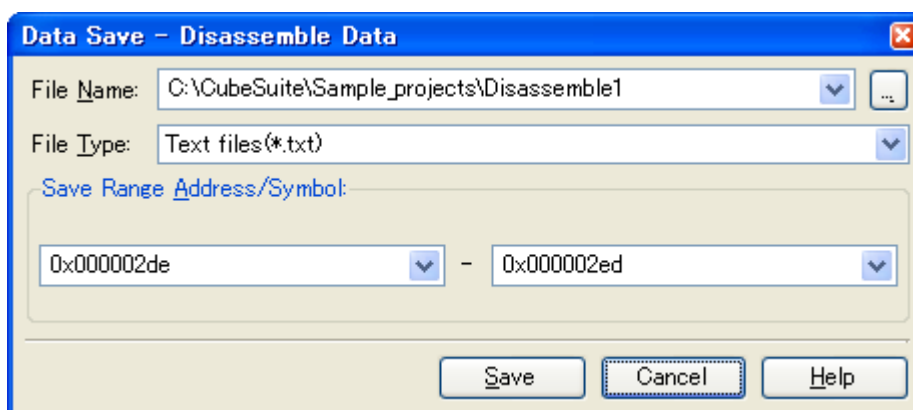 Data Save - Disassemble Data
File Name: C:\CubeSuite\Sample_projects\Disassemble1 ...
File Type: Text files(*.txt)
Save Range Address/Symbol:
0x000002de - 0x000002ed
Save Cancel Help